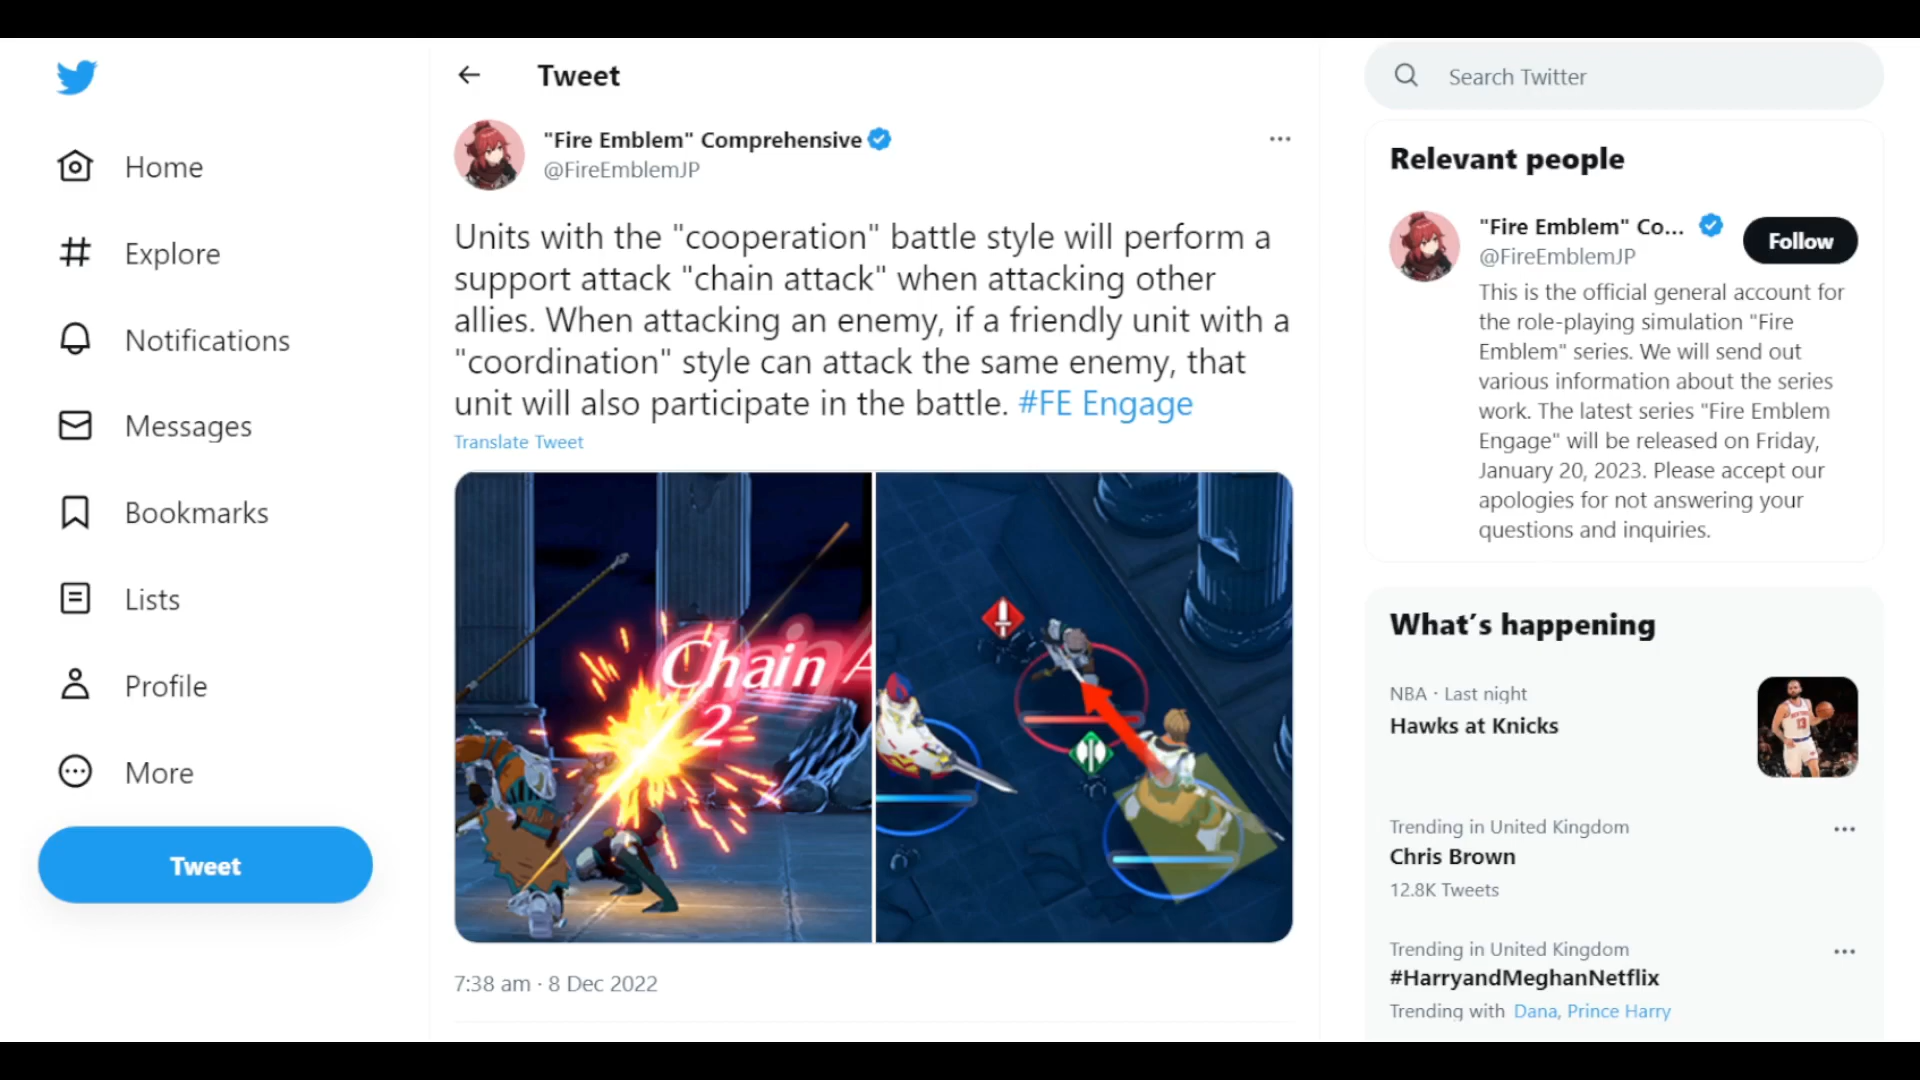 Home
Explore
Notifications
Messages
Bookmarks
Lists
Profile
More
Tweet
Tweet
"Fire Emblem" Comprehensive
@FireEmblemJP
Units with the "cooperation" battle style will perform a
support attack "chain attack" when attacking other
allies. When attacking an enemy, if a friendly unit with a
"coordination" style can attack the same enemy, that
unit will also participate in the battle. #FE Engage
Translate Tweet
Chain A
2
7:38 am · 8 Dec 2022
Search Twitter
Relevant people
"Fire Emblem" Co...
@FireEmblemJP
Follow
This is the official general account for
the role-playing simulation "Fire
Emblem" series. We will send out
various information about the series
work. The latest series "Fire Emblem
Engage" will be released on Friday,
January 20, 2023. Please accept our
apologies for not answering your
questions and inquiries.
What's happening
NBA · Last night
Hawks at Knicks
Trending in United Kingdom
Chris Brown
12.8K Tweets
Trending in United Kingdom
#HarryandMeghanNetflix
Trending with Dana, Prince Harry